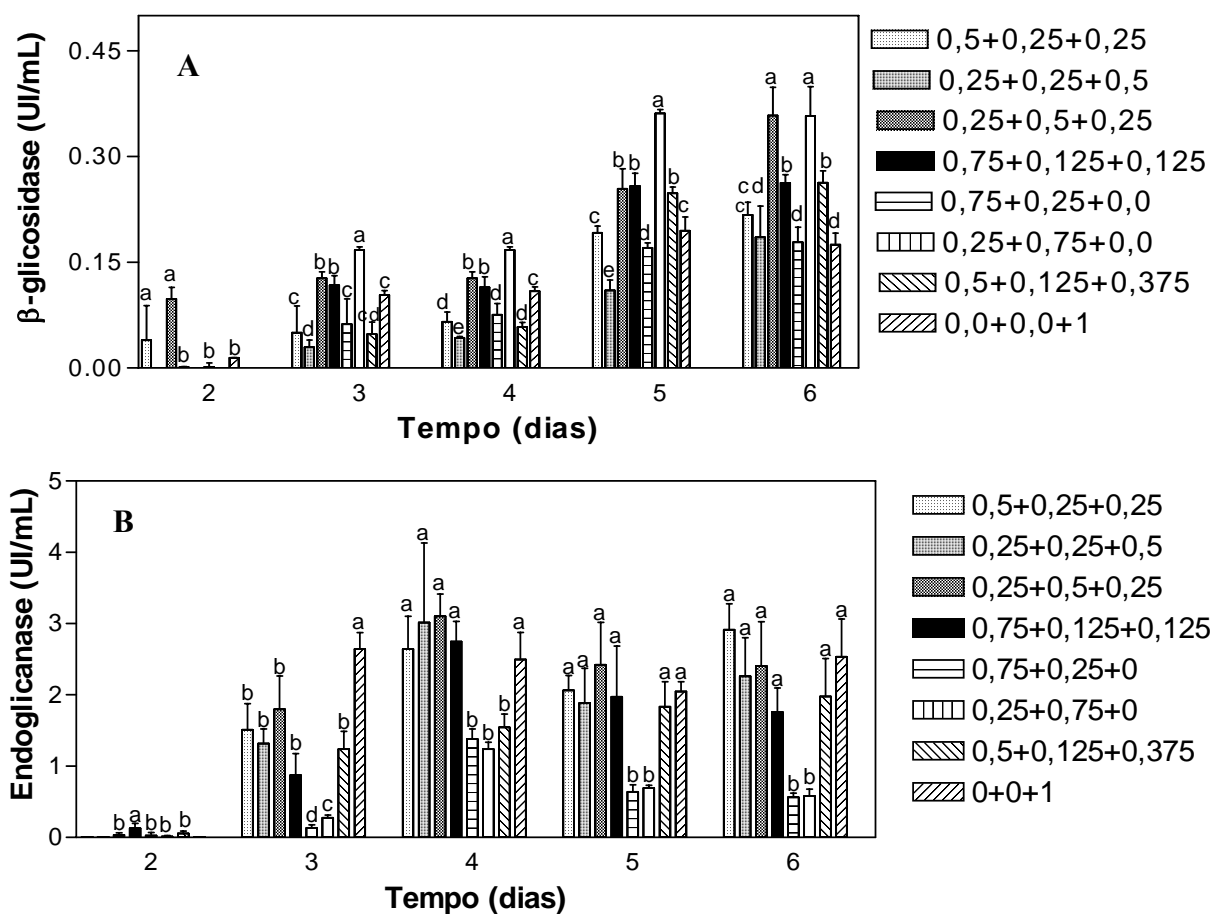 A
β-glicosidase (UI/mL)
0.45
0.30
0.15
0.00
a a b b b
c d b b c a c d c
d e b b d a d c
c e b b d a b c
c c d a b d a b d
2 3 4 5 6
Tempo (dias)
0,5+0,25+0,25
0,25+0,25+0,5
0,25+0,5+0,25
0,75+0,125+0,125
0,75+0,25+0,0
0,25+0,75+0,0
0,5+0,125+0,375
0,0+0,0+1
B
Endoglicanase (UI/mL)
5
4
3
2
1
0
b a b b b
b b b b d c b a
a a a a b b b a
a a a a b b a a
a a a a b b a a
2 3 4 5 6
Tempo (dias)
0,5+0,25+0,25
0,25+0,25+0,5
0,25+0,5+0,25
0,75+0,125+0,125
0,75+0,25+0
0,25+0,75+0
0,5+0,125+0,375
0+0+1